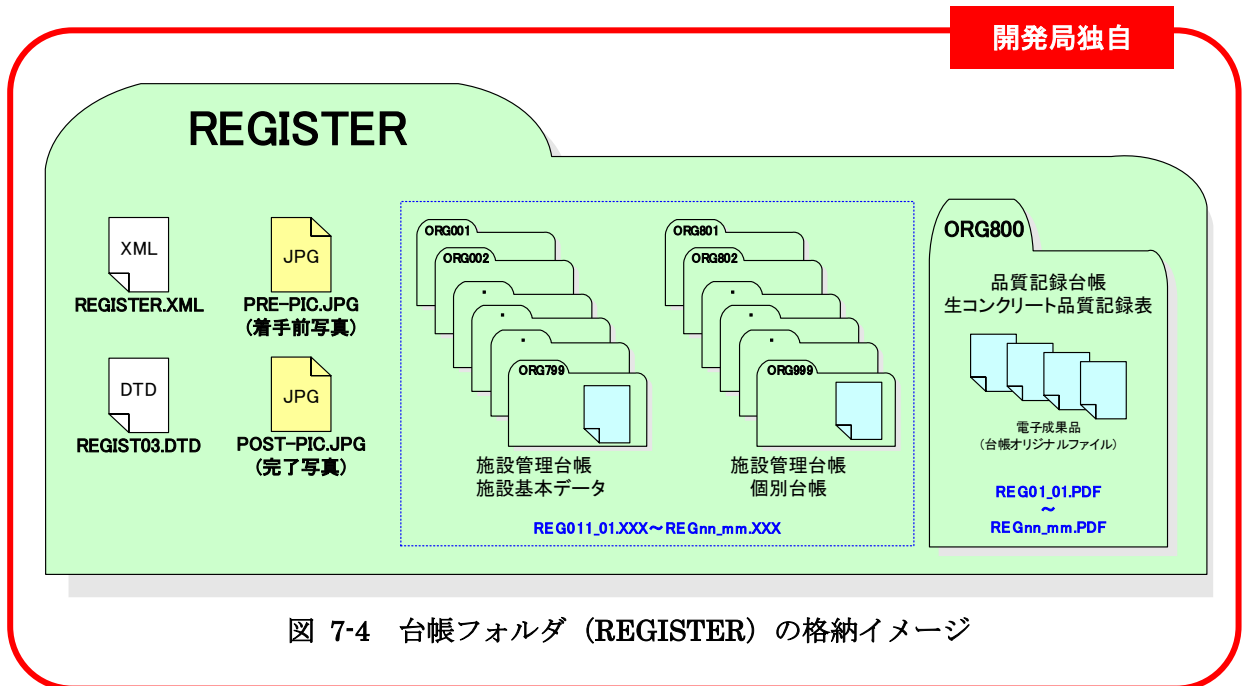 開発局独自
REGISTER
XML
REGISTER.XML
JPG
PRE-PIC.JPG
(着手前写真)
DTD
REGIST03.DTD
JPG
POST-PIC.JPG
(完了写真)
ORG001
ORG002
.
.
.
ORG799
施設管理台帳
施設基本データ
ORG801
ORG802
.
.
.
ORG999
施設管理台帳
個別台帳
REG011_01.XXX～REGnn_mm.XXX
ORG800
品質記録台帳
生コンクリート品質記録表
電子成果品
(台帳オリジナルファイル)
REG01_01.PDF
～
REGnn_mm.PDF
図 7-4 台帳フォルダ（REGISTER）の格納イメージ